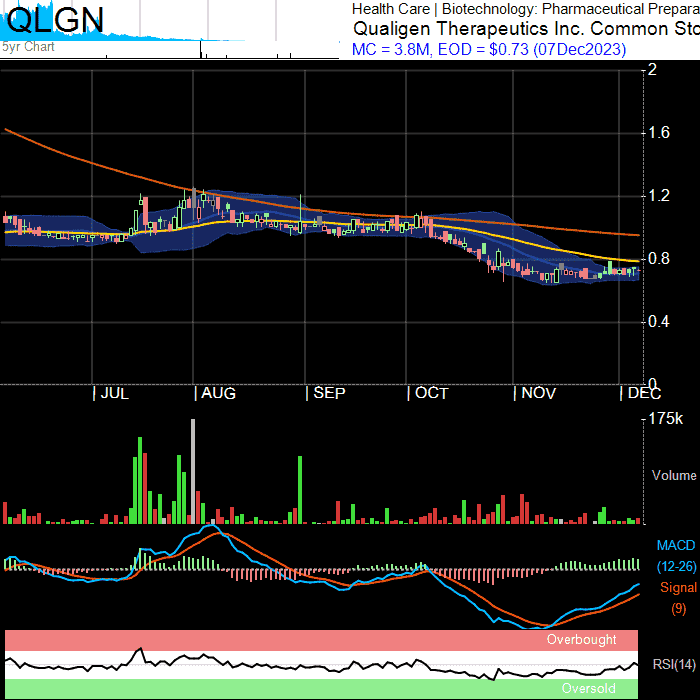 QLGN
5yr Chart
Health Care | Biotechnology: Pharmaceutical Prepara
Qualigen Therapeutics Inc. Common Sto
MC = 3.8M, EOD = $0.73 (07Dec2023)
2
1.6
1.2
0.8
0.4
0
| JUL | AUG | SEP | OCT | NOV | DEC
175k
Volume
MACD
(12-26)
Signal
(9)
Overbought
RSI(14)
Oversold